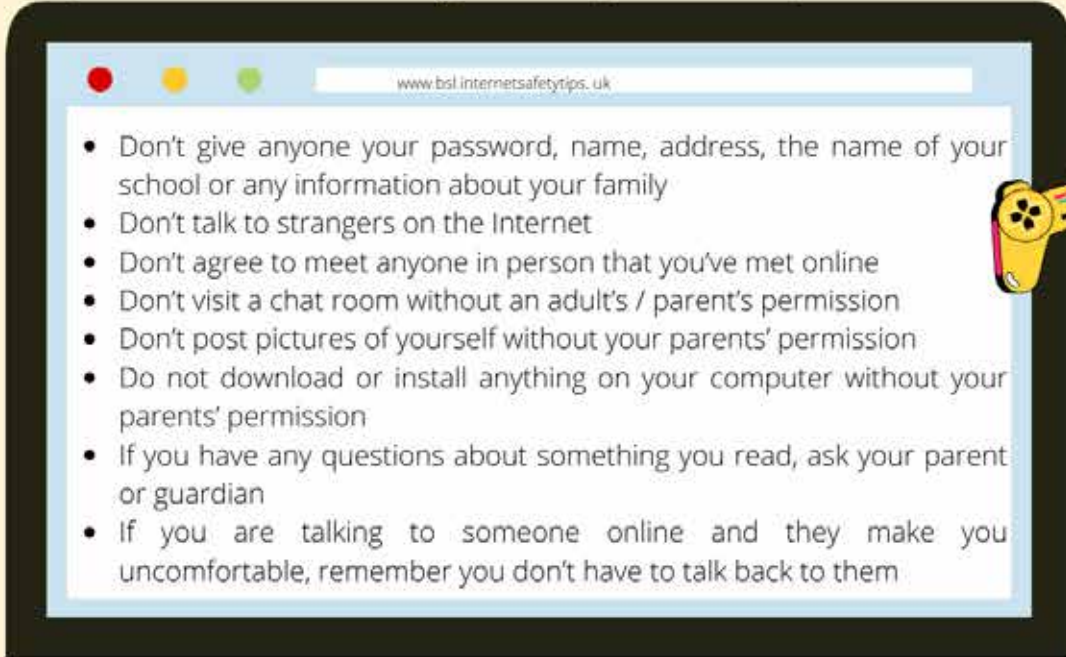 www.bsl.internetsafetytips. uk
• Don't give anyone your password, name, address, the name of your
school or any information about your family
• Don't talk to strangers on the Internet
• Don't agree to meet anyone in person that you've met online
• Don't visit a chat room without an adult's / parent's permission
• Don't post pictures of yourself without your parents' permission
• Do not download or install anything on your computer without your
parents' permission
• If you have any questions about something you read, ask your parent
or guardian
• If you are talking to someone online and they make you
uncomfortable, remember you don't have to talk back to them